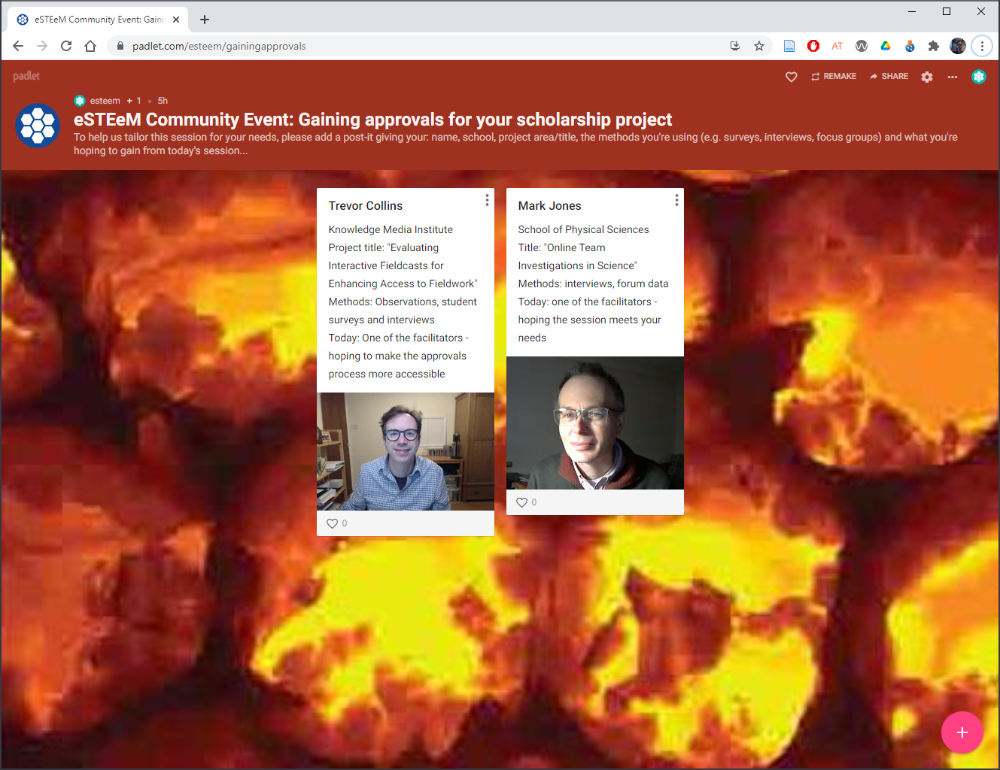 eSTEeM Community Event: Gaini
padlet.com/esteem/gainingapprovals
AT
padlet
REMAKE
SHARE
esteem + 1 • 5h
eSTEeM Community Event: Gaining approvals for your scholarship project
To help us tailor this session for your needs, please add a post-it giving your: name, school, project area/title, the methods you're using (e.g. surveys, interviews, focus groups) and what you're
hoping to gain from today's session...
Trevor Collins
Knowledge Media Institute
Project title: "Evaluating
Interactive Fieldcasts for
Enhancing Access to Fieldwork"
Methods: Observations, student
surveys and interviews
Today: One of the facilitators -
hoping to make the approvals
process more accessible
0
Mark Jones
School of Physical Sciences
Title: "Online Team
Investigations in Science"
Methods: interviews, forum data
Today: one of the facilitators -
hoping the session meets your
needs
0